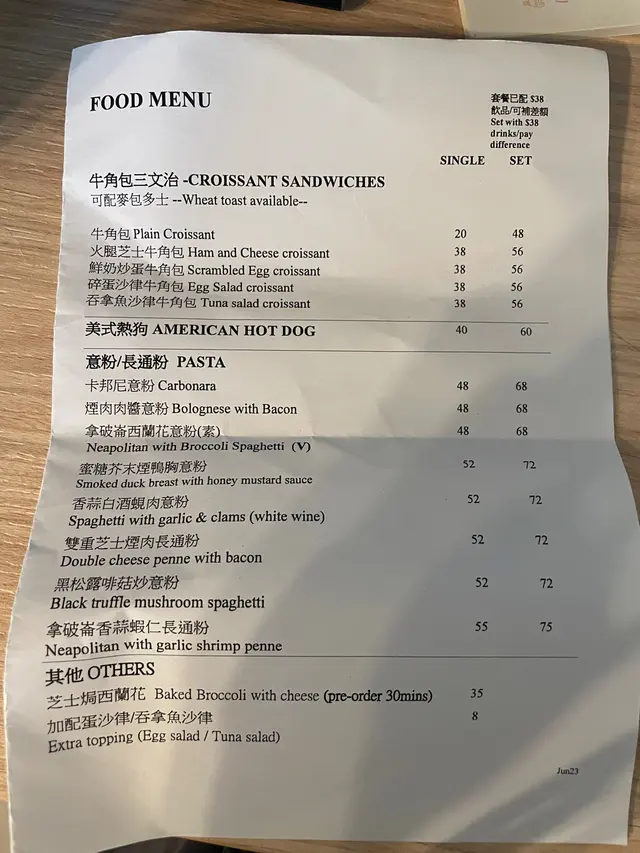 FOOD MENU
套餐已配 $38
飲品/可補差額
Set with $38
drinks/pay
difference
SINGLE SET
牛角包三文治 -CROISSANT SANDWICHES
可配麥包多士 --Wheat toast available--
牛角包 Plain Croissant 20 48
火腿芝士牛角包 Ham and Cheese croissant 38 56
鮮奶炒蛋牛角包 Scrambled Egg croissant 38 56
碎蛋沙律牛角包 Egg Salad croissant 38 56
吞拿魚沙律牛角包 Tuna salad croissant 38 56
美式熱狗 AMERICAN HOT DOG 40 60
意粉/長通粉 PASTA
卡邦尼意粉 Carbonara 48 68
煙肉肉醬意粉 Bolognese with Bacon 48 68
拿破崙西蘭花意粉(素) 48 68
Neapolitan with Broccoli Spaghetti (V)
蜜糖芥末煙鴨胸意粉 52 72
Smoked duck breast with honey mustard sauce
香蒜白酒蜆肉意粉 52 72
Spaghetti with garlic & clams (white wine)
雙重芝士煙肉長通粉 52 72
Double cheese penne with bacon
黑松露啡菇炒意粉 52 72
Black truffle mushroom spaghetti
拿破崙香蒜蝦仁長通粉 55 75
Neapolitan with garlic shrimp penne
其他 OTHERS
芝士焗西蘭花 Baked Broccoli with cheese (pre-order 30mins) 35
加配蛋沙律/吞拿魚沙律 8
Extra topping (Egg salad / Tuna salad)
Jun23